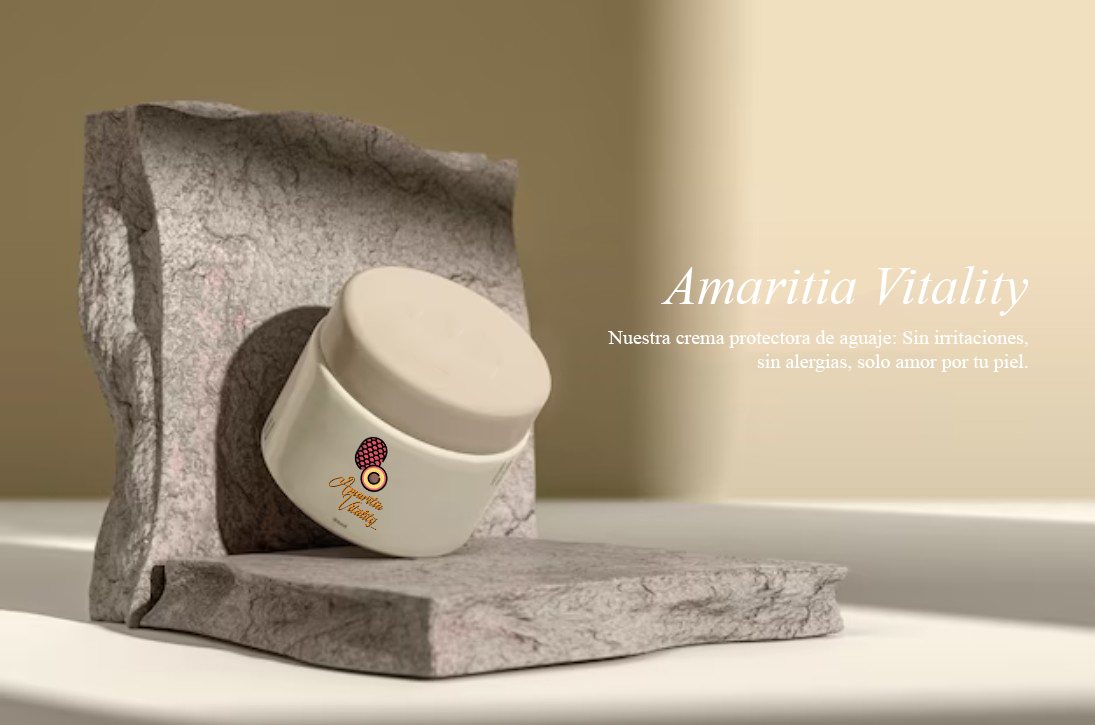 Amaritia Vitality
Nuestra crema protectora de aguaje: Sin irritaciones,
sin alergias, solo amor por tu piel.
Amaritia
Vitality